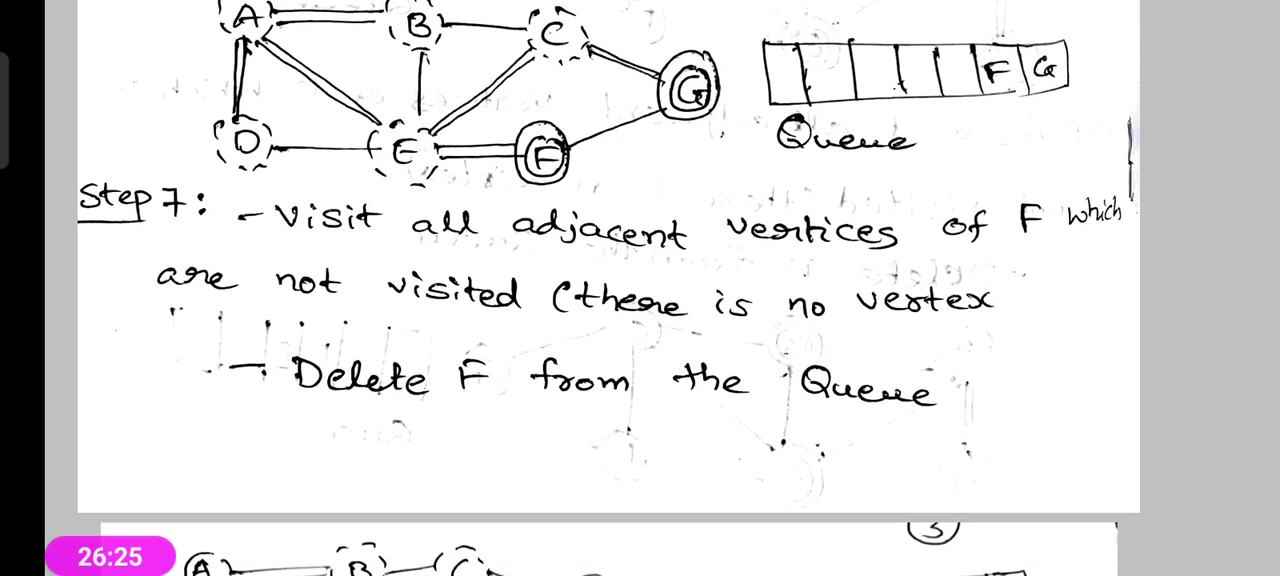 A B C
G F G
Queue
D E F
Step 7: - Visit all adjacent vertices of F which
are not visited (there is no vertex
- Delete F from the Queue
3
26:25
A B C